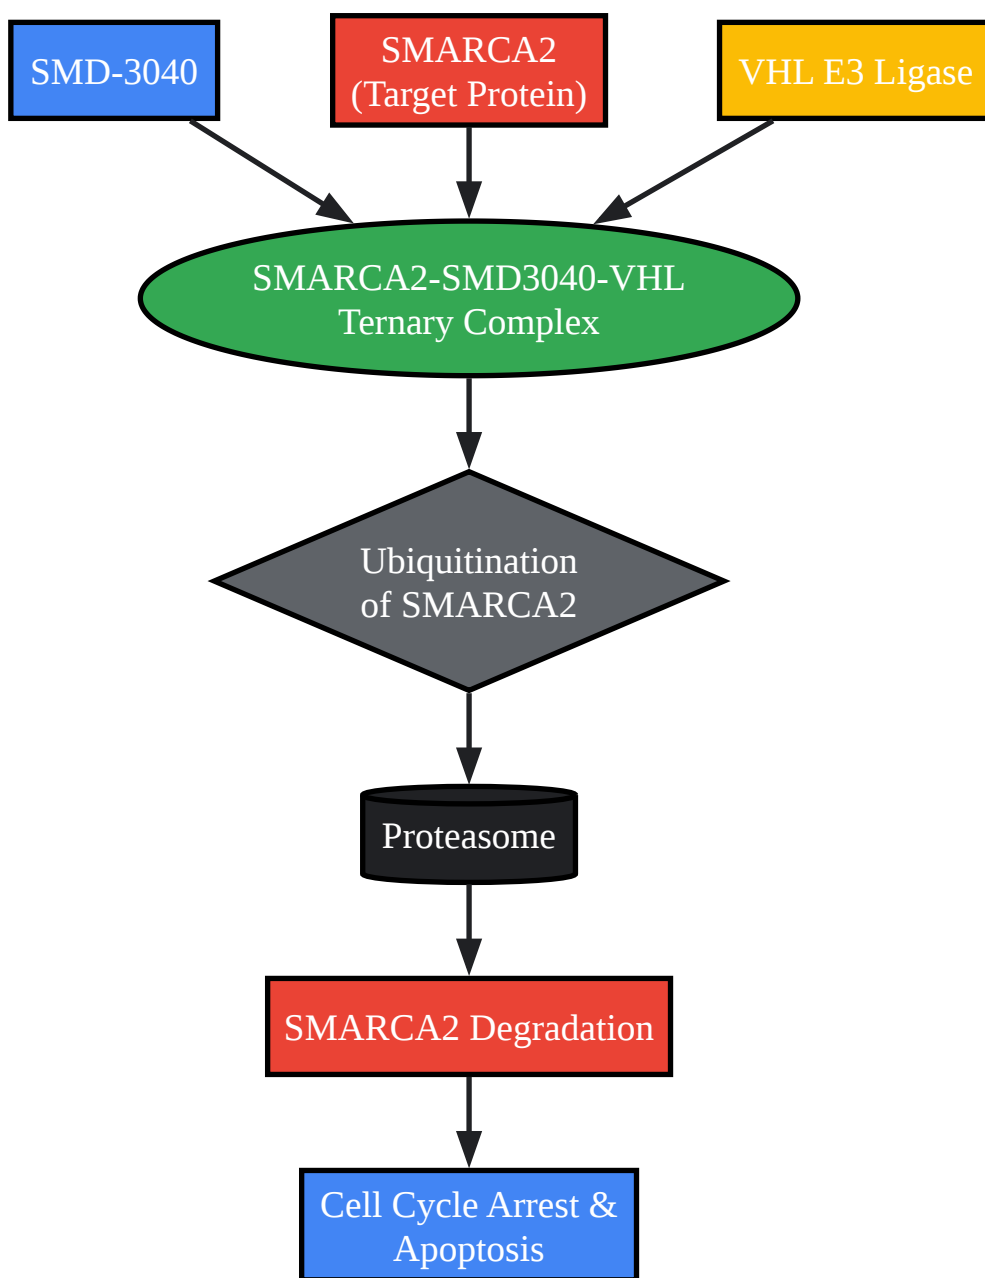 SMD-3040
SMARCA2
(Target Protein)
VHL E3 Ligase
SMARCA2-SMD3040-VHL
Ternary Complex
Ubiquitination
of SMARCA2
Proteasome
SMARCA2 Degradation
Cell Cycle Arrest &
Apoptosis